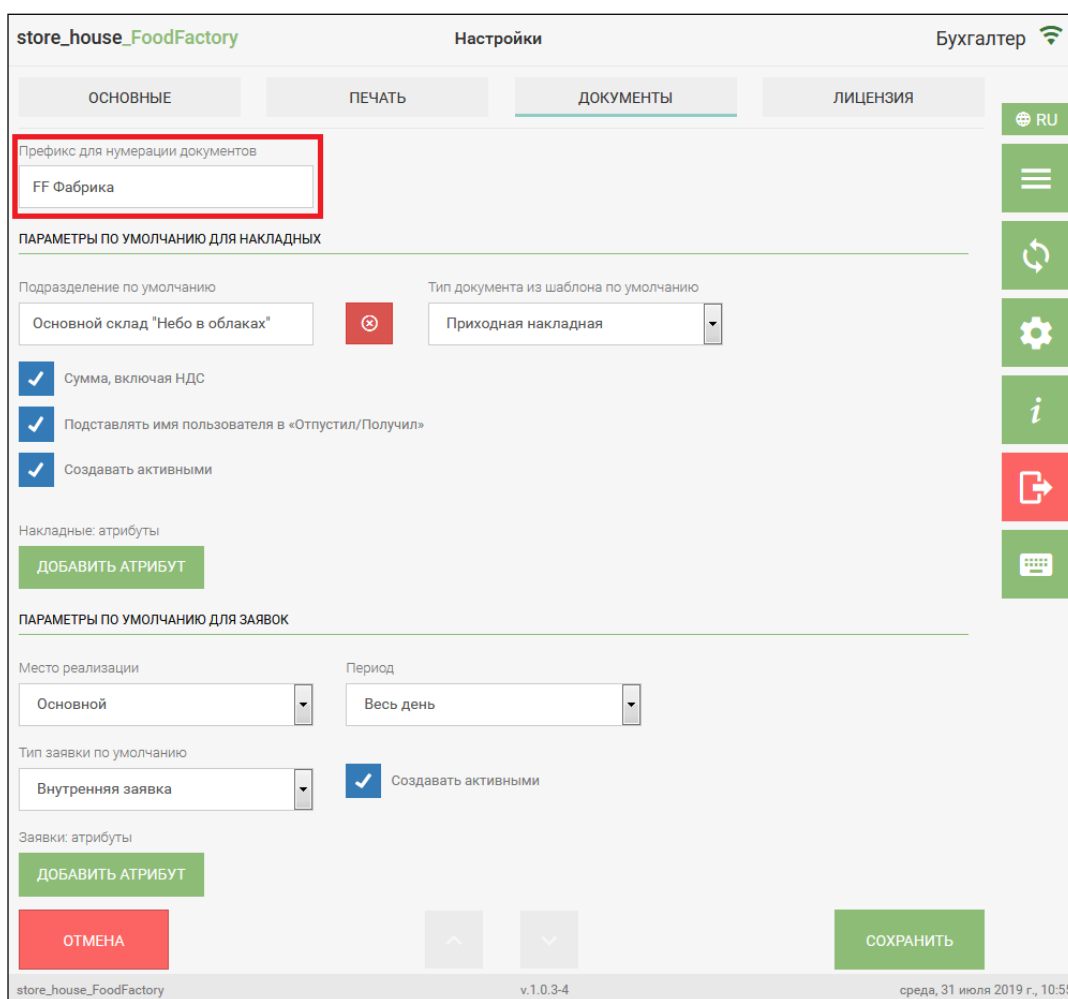 store_house_FoodFactory Настройки Бухгалтер
ОСНОВНЫЕ ПЕЧАТЬ ДОКУМЕНТЫ ЛИЦЕНЗИЯ
RU
Префикс для нумерации документов
FF Фабрика
ПАРАМЕТРЫ ПО УМОЛЧАНИЮ ДЛЯ НАКЛАДНЫХ
Подразделение по умолчанию Тип документа из шаблона по умолчанию
Основной склад "Небо в облаках" Приходная накладная
Сумма, включая НДС
Подставлять имя пользователя в «Отпустил/Получил»
Создавать активными
Накладные: атрибуты
ДОБАВИТЬ АТРИБУТ
ПАРАМЕТРЫ ПО УМОЛЧАНИЮ ДЛЯ ЗАЯВОК
Место реализации Период
Основной Весь день
Тип заявки по умолчанию
Внутренняя заявка Создавать активными
Заявки: атрибуты
ДОБАВИТЬ АТРИБУТ
ОТМЕНА СОХРАНИТЬ
store_house_FoodFactory v.1.0.3-4 среда, 31 июля 2019 г., 10:55